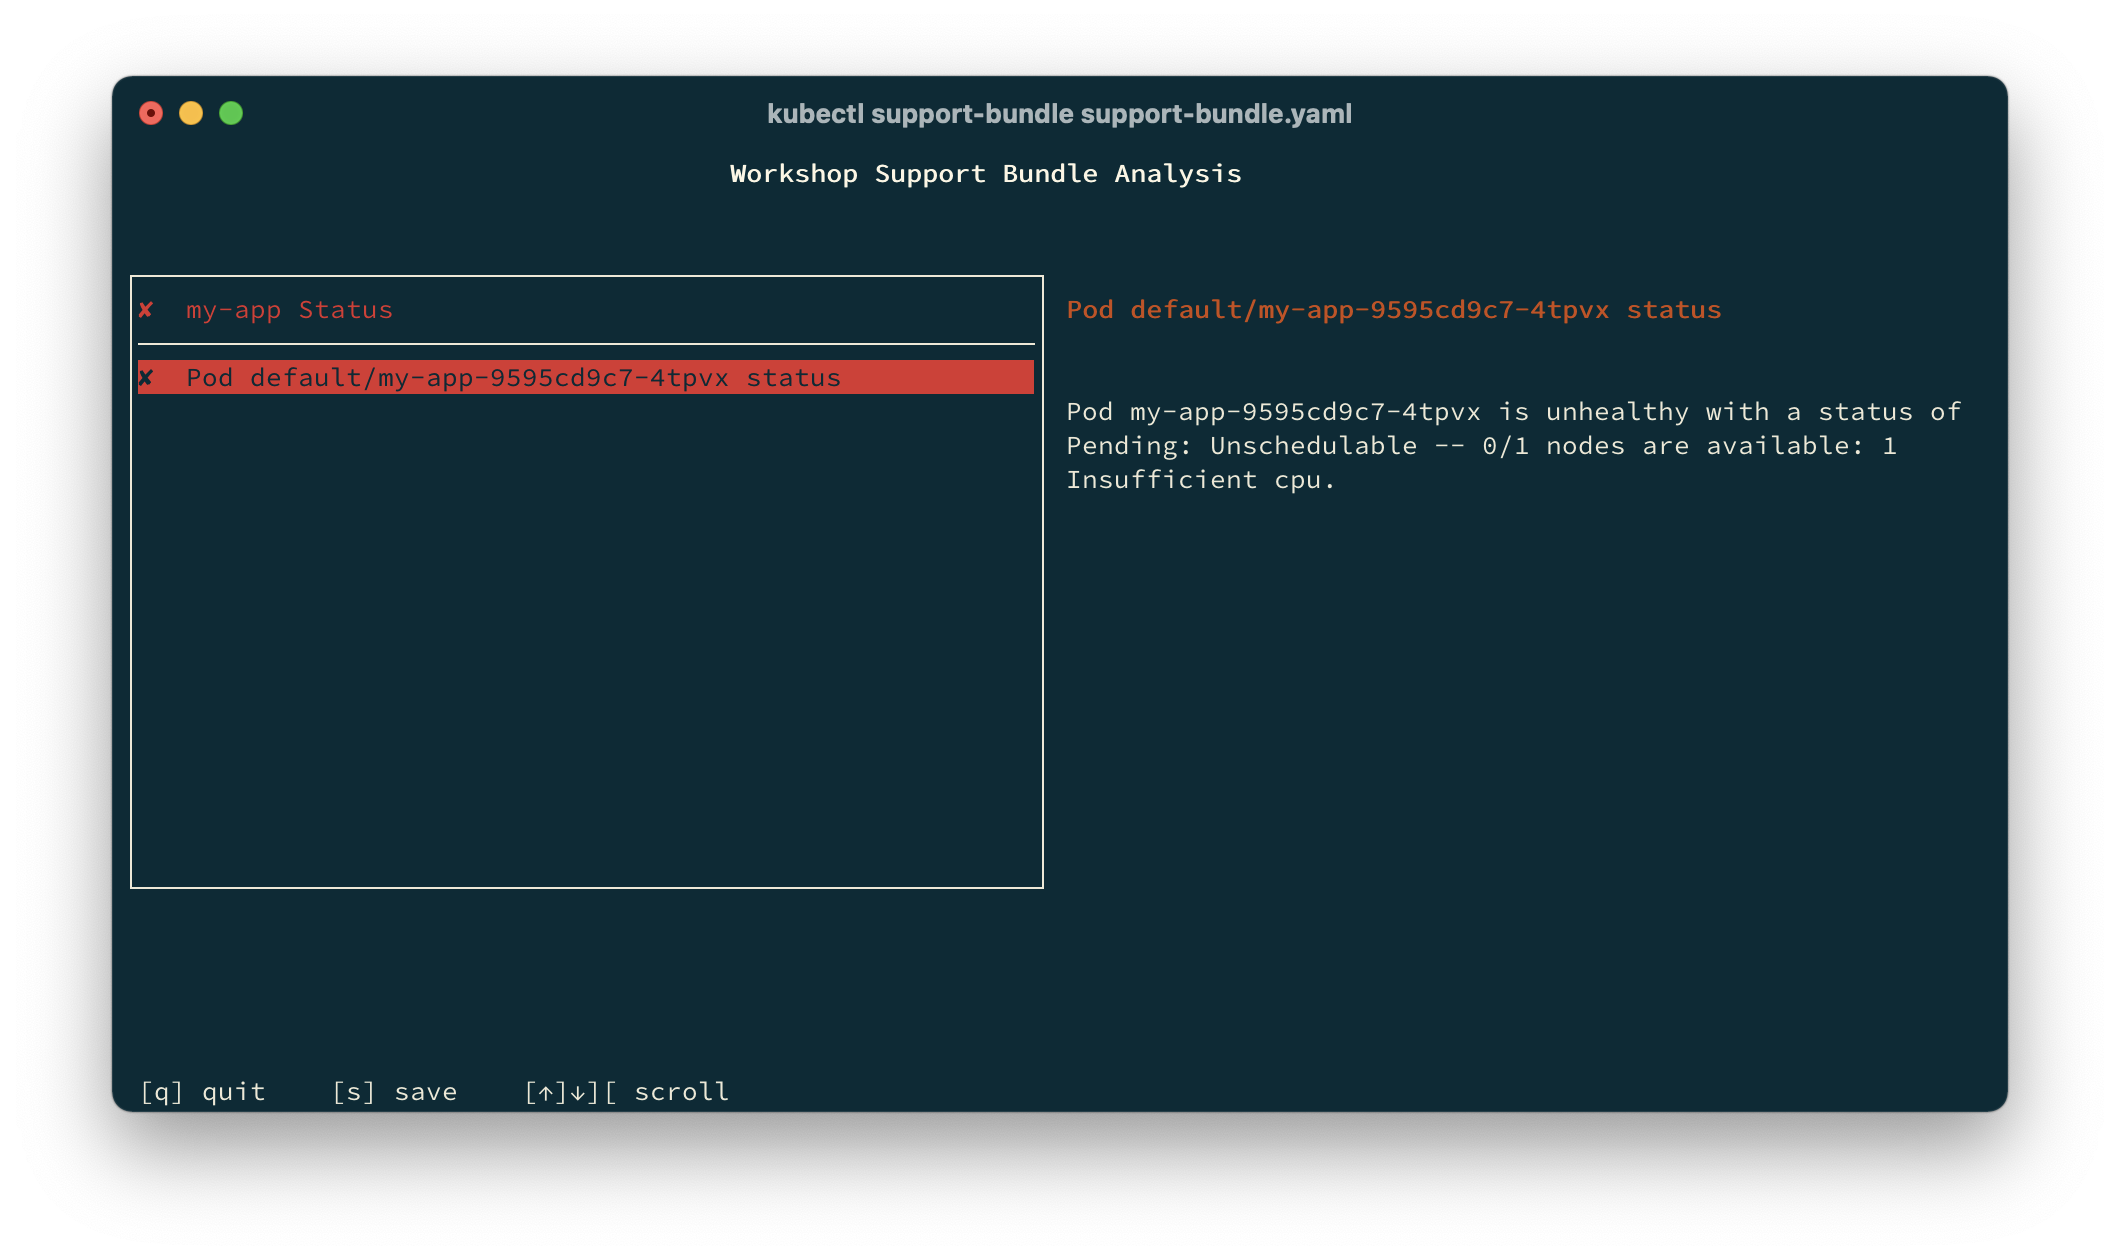 kubectl support-bundle support-bundle.yaml
Workshop Support Bundle Analysis
✘ my-app Status
✘ Pod default/my-app-9595cd9c7-4tpvx status
Pod default/my-app-9595cd9c7-4tpvx status
Pod my-app-9595cd9c7-4tpvx is unhealthy with a status of
Pending: Unschedulable -- 0/1 nodes are available: 1
Insufficient cpu.
[q] quit [s] save [↑]↓][ scroll